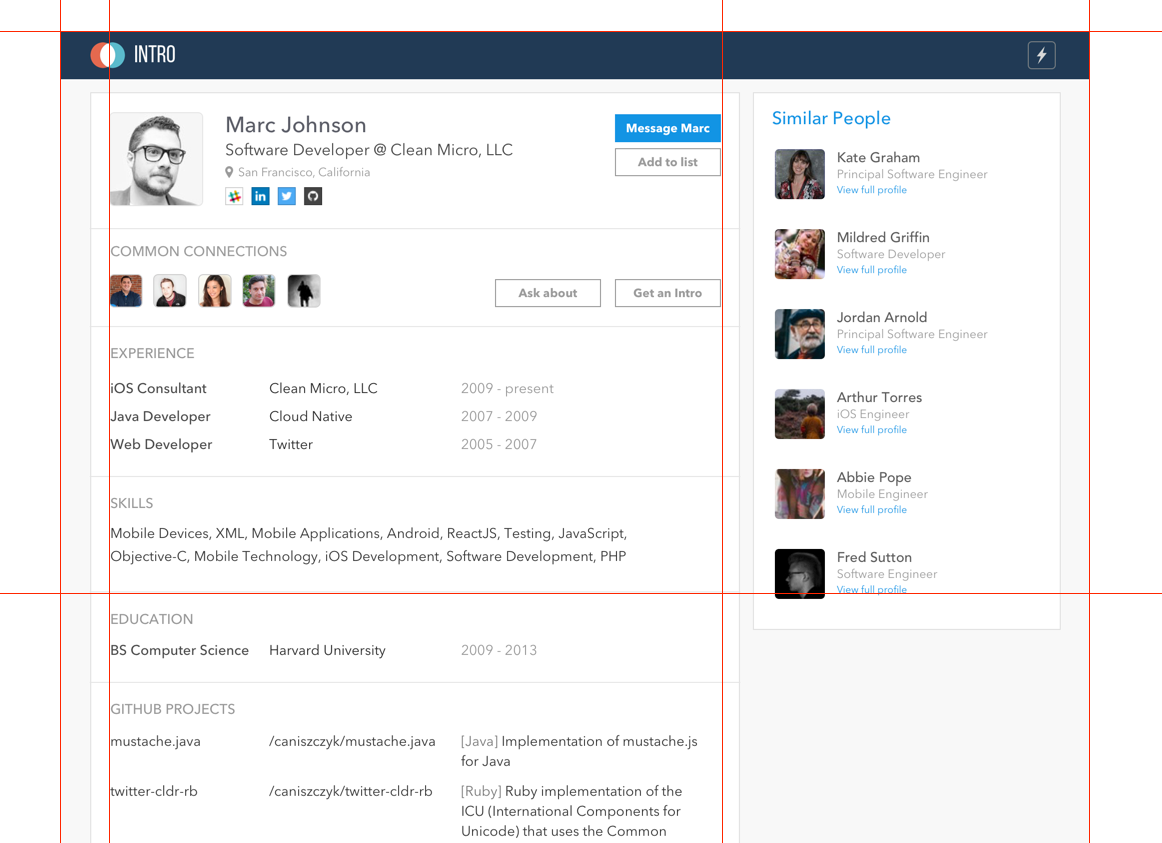 INTRO
Marc Johnson
Software Developer @ Clean Micro, LLC
San Francisco, California
in
Message Marc
Add to list
COMMON CONNECTIONS
Ask about
Get an Intro
EXPERIENCE
iOS Consultant Clean Micro, LLC 2009 - present
Java Developer Cloud Native 2007 - 2009
Web Developer Twitter 2005 - 2007
SKILLS
Mobile Devices, XML, Mobile Applications, Android, ReactJS, Testing, JavaScript,
Objective-C, Mobile Technology, iOS Development, Software Development, PHP
EDUCATION
BS Computer Science Harvard University 2009 - 2013
GITHUB PROJECTS
mustache.java /caniszczyk/mustache.java [Java] Implementation of mustache.js
for Java
twitter-cldr-rb /caniszczyk/twitter-cldr-rb [Ruby] Ruby implementation of the
ICU (International Components for
Unicode) that uses the Common
Similar People
Kate Graham
Principal Software Engineer
View full profile
Mildred Griffin
Software Developer
View full profile
Jordan Arnold
Principal Software Engineer
View full profile
Arthur Torres
iOS Engineer
View full profile
Abbie Pope
Mobile Engineer
View full profile
Fred Sutton
Software Engineer
View full profile